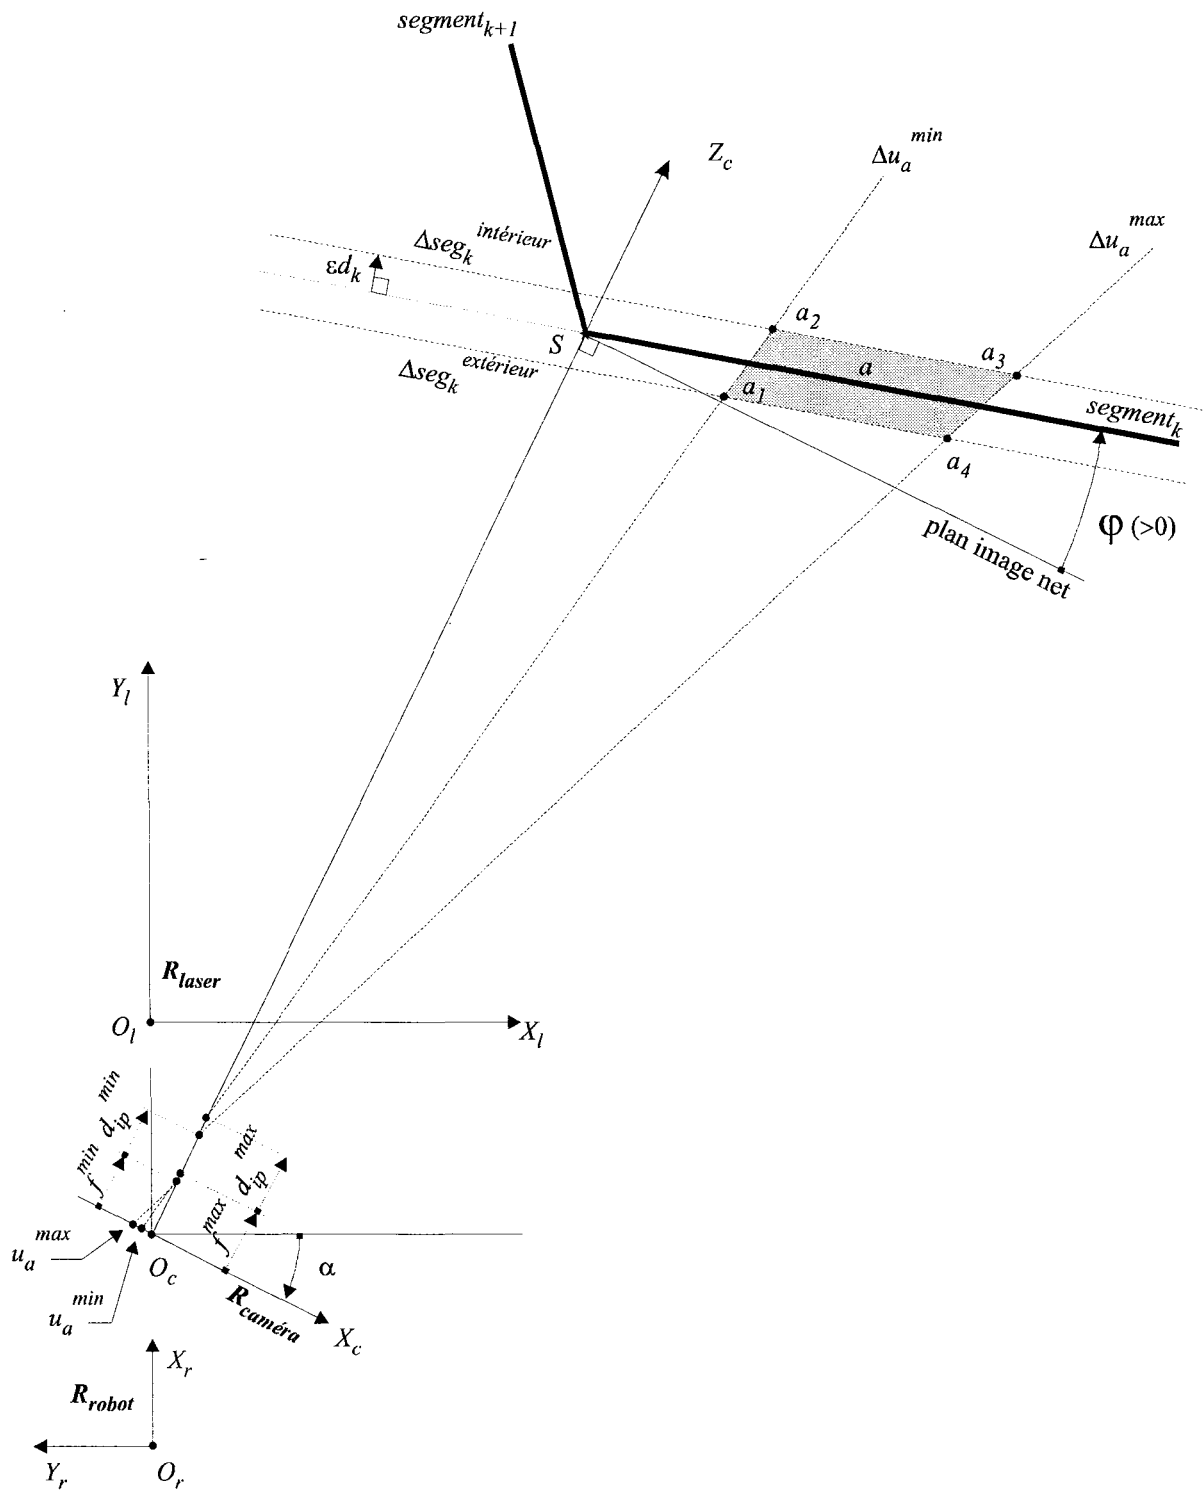 segment_{k+1}
Z_c
Δu_a^{min}
Δu_a^{max}
Δseg_k^{intérieur}
εd_k
S
a_2
a_3
a
Δseg_k^{extérieur}
a_1
segment_k
a_4
φ (>0)
plan image net
Y_l
R_{laser}
O_l
X_l
f^{min} d_{ip}^{min}
f^{max} d_{ip}^{max}
u_a^{max}
O_c
α
u_a^{min}
R_{caméra}
X_c
X_r
R_{robot}
Y_r
O_r